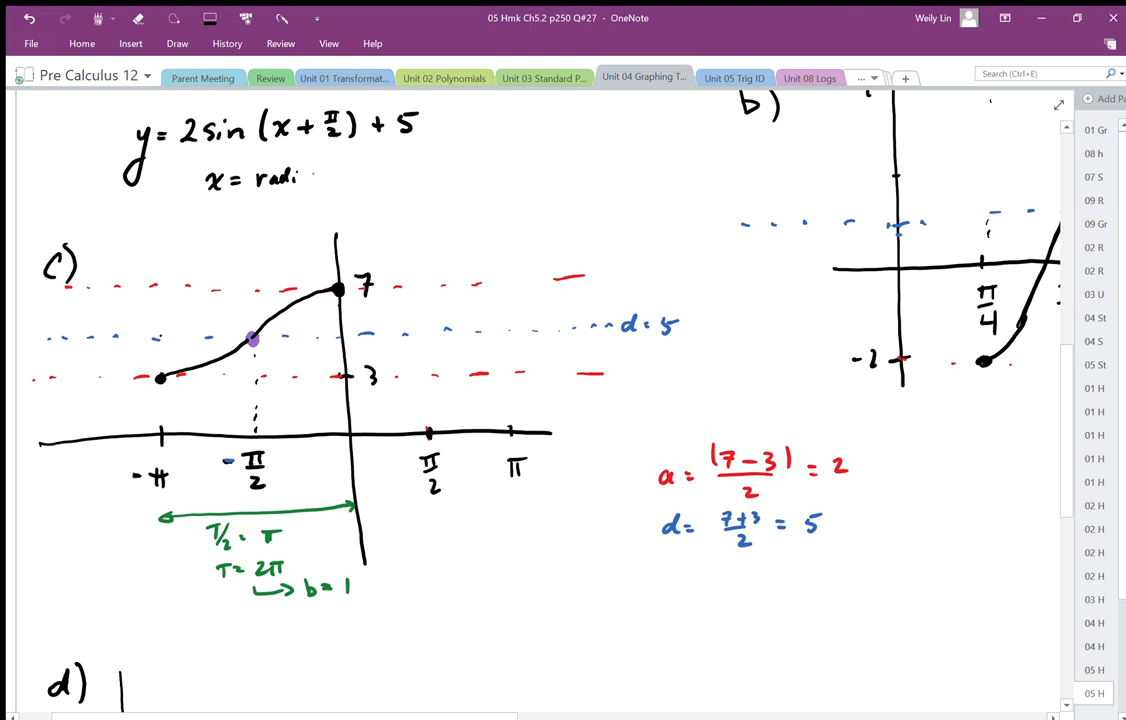 05 Hmk Ch5.2 p250 Q#27 - OneNote
Weily Lin
File Home Insert Draw History Review View Help
Pre Calculus 12
Parent Meeting
Review
Unit 01 Transformat...
Unit 02 Polynomials
Unit 03 Standard P...
Unit 04 Graphing T...
Unit 05 Trig ID
Unit 08 Logs
...
+
Search (Ctrl+E)
Add Pa
01 Gr
08 h
07 S
09 R
09 Gr
02 R
02 R
03 U
04 St
04 S
05 St
01 H
01 H
01 H
01 H
01 H
02 H
02 H
02 H
02 H
03 H
04 H
04 H
05 H
05 H
y = 2 sin (x + π/2) + 5
x = radi
b)
π/4
-2
c)
7
d = 5
3
-π
-π/2
π/2
π
T/2 = π
T = 2π
→ b = 1
a = (7-3)/2 = 2
d = 7+3/2 = 5
d)